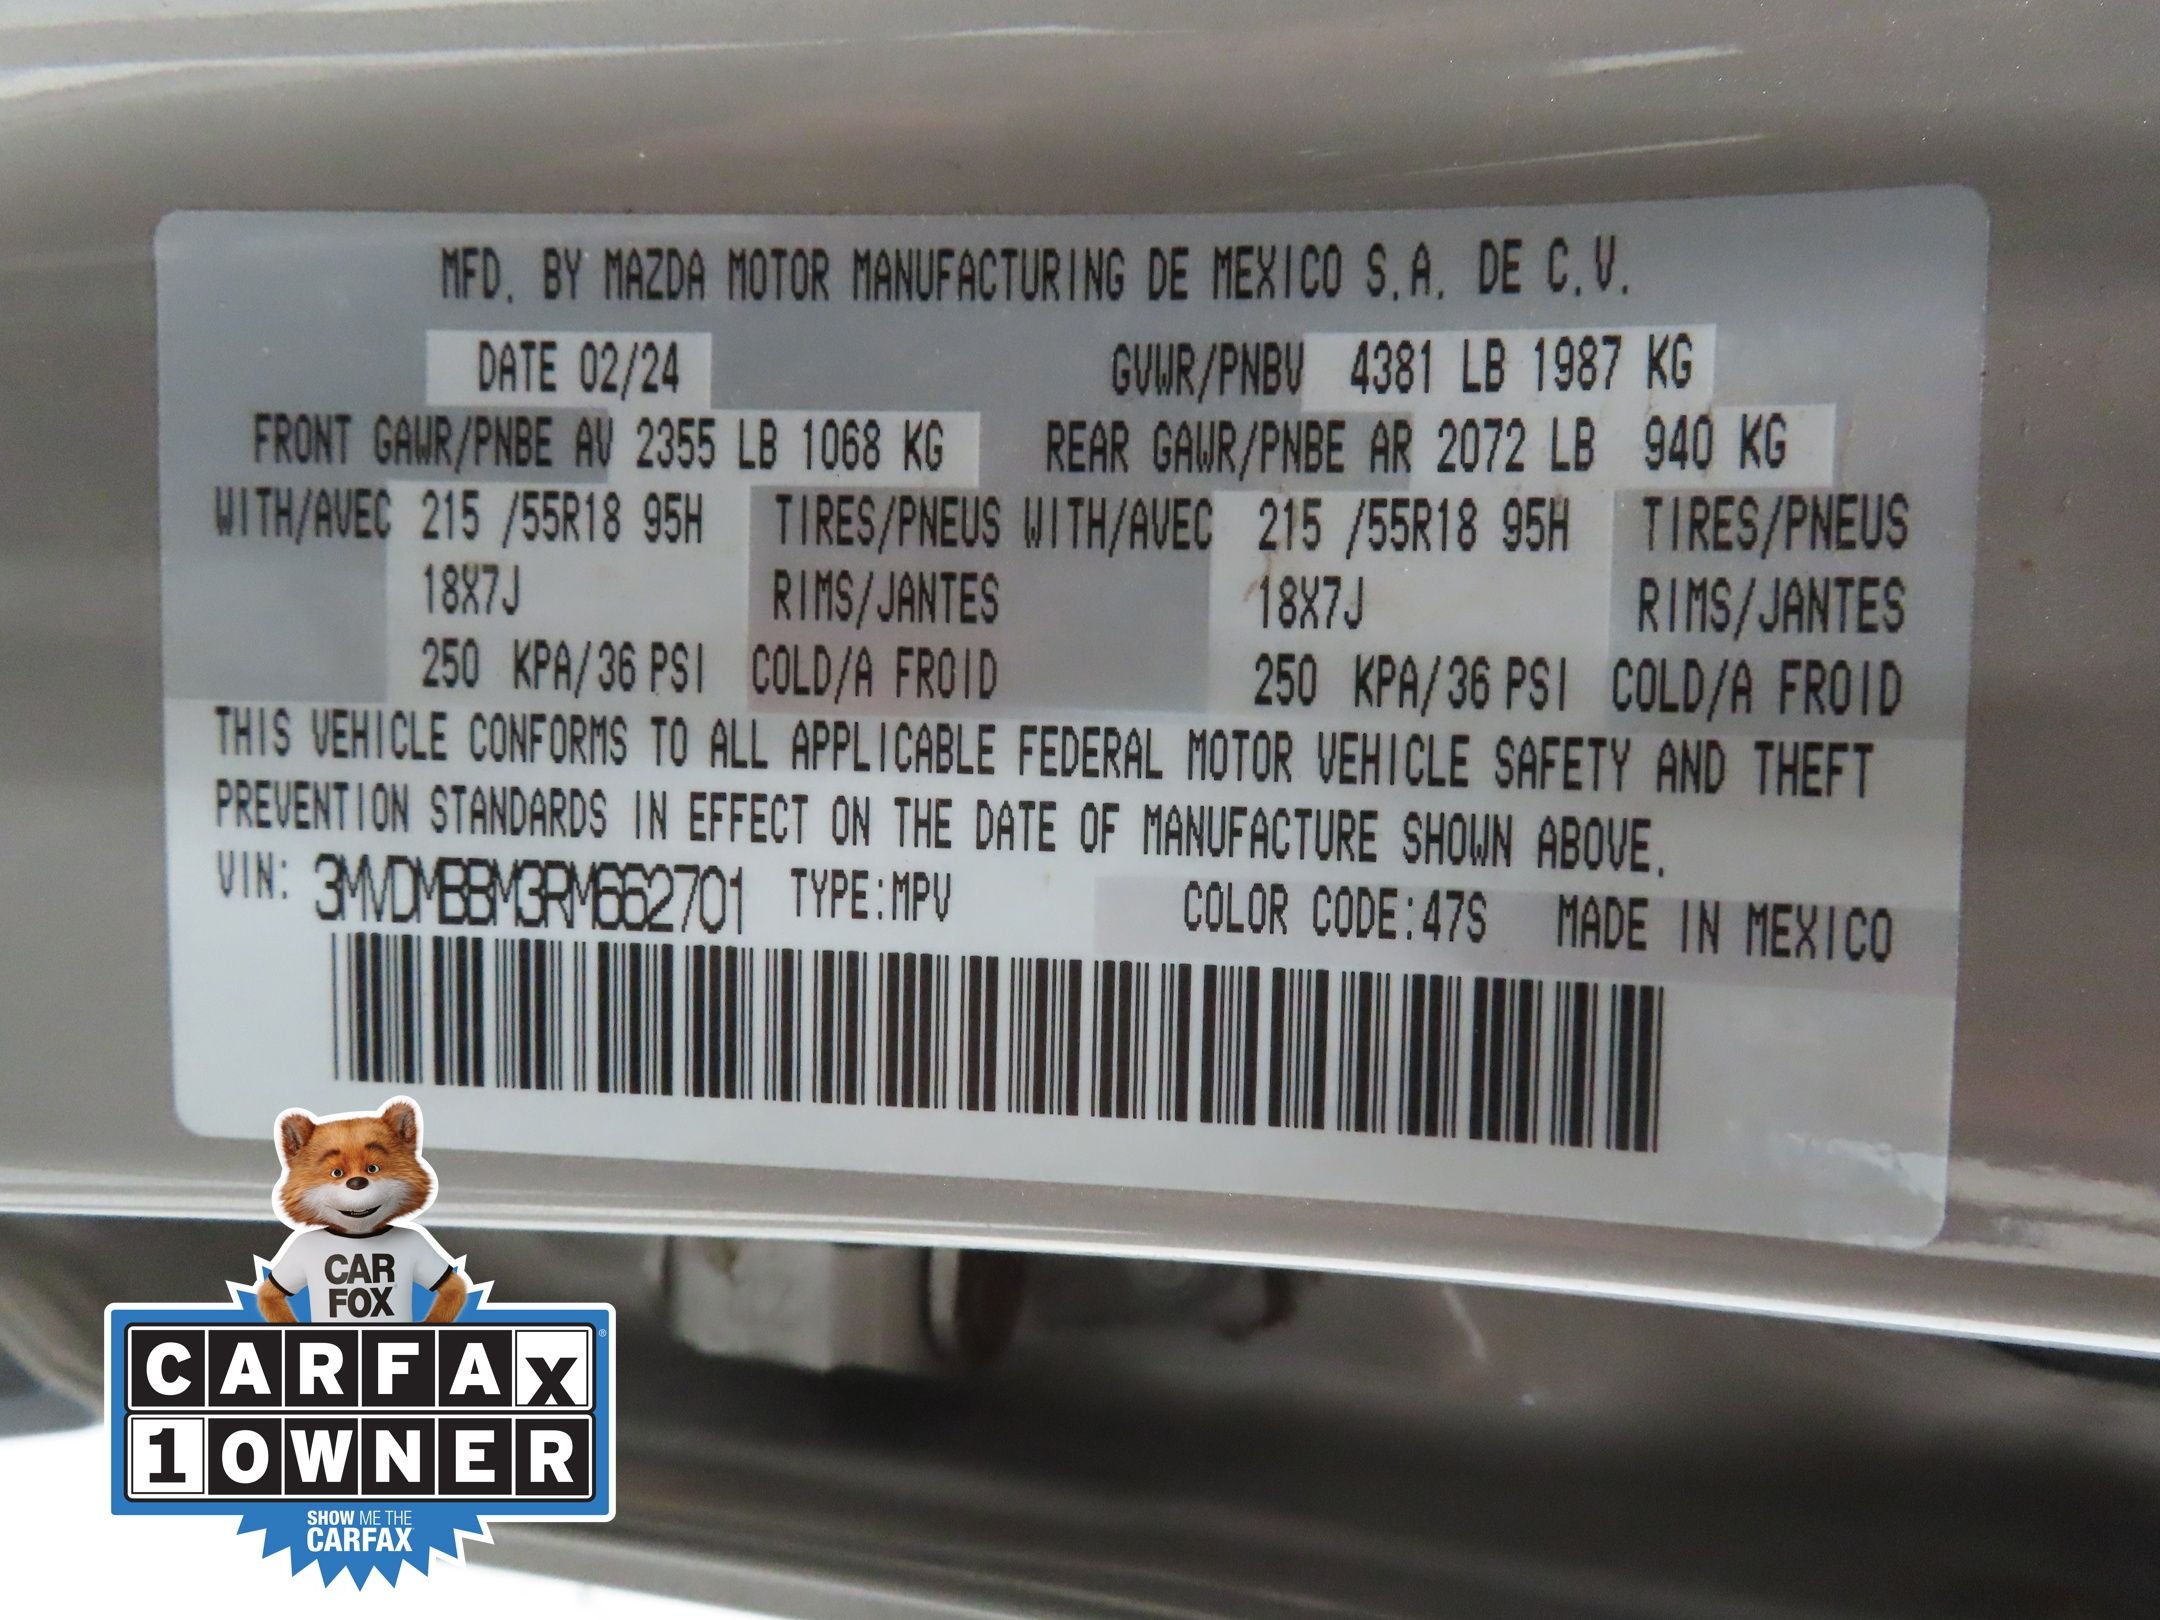 MFD. BY MAZDA MOTOR MANUFACTURING DE MEXICO S.A. DE C.V.
DATE 02/24 GVWR/PNBV 4381 LB 1987 KG
FRONT GAWR/PNBE AV 2355 LB 1068 KG REAR GAWR/PNBE AR 2072 LB 940 KG
WITH/AVEC 215 /55R18 95H TIRES/PNEUS WITH/AVEC 215 /55R18 95H TIRES/PNEUS
18X7J RIMS/JANTES 18X7J RIMS/JANTES
250 KPA/36 PSI COLD/A FROID 250 KPA/36 PSI COLD/A FROID
THIS VEHICLE CONFORMS TO ALL APPLICABLE FEDERAL MOTOR VEHICLE SAFETY AND THEFT
PREVENTION STANDARDS IN EFFECT ON THE DATE OF MANUFACTURE SHOWN ABOVE.
VIN: 3MVDMBBM3RM662701 TYPE:MPV COLOR CODE:47S MADE IN MEXICO
CAR
FOX
CARFAX®
1 OWNER
SHOW ME THE
CARFAX